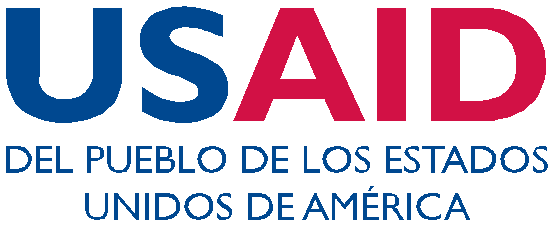 USAID
DEL PUEBLO DE LOS ESTADOS
UNIDOS DE AMÉRICA